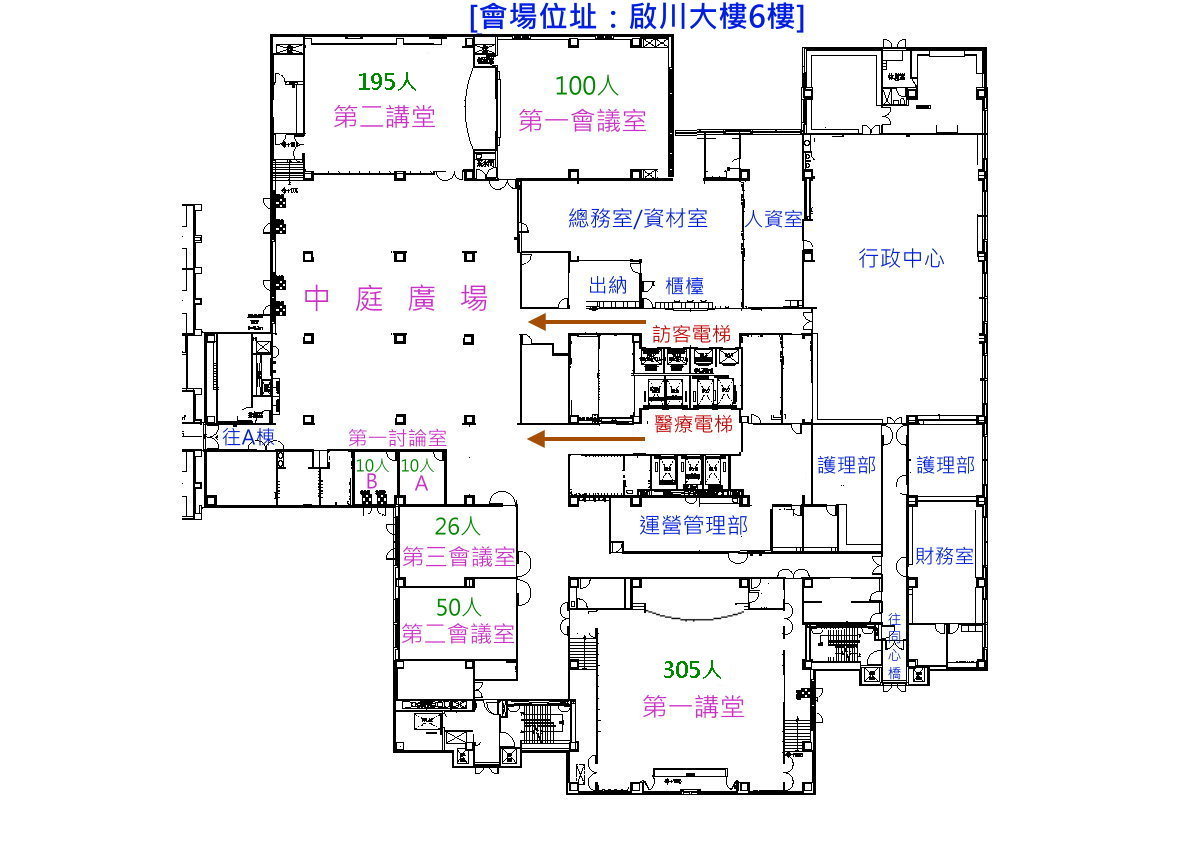 [會場位址：啟川大樓6樓]
195人
第二講堂
100人
第一會議室
總務室/資材室
人資室
行政中心
出納
櫃檯
中庭廣場
訪客電梯
醫療電梯
往A棟
第一討論室
10人
B
10人
A
護理部
護理部
26人
第三會議室
運營管理部
財務室
50人
第二會議室
往
向
心
橋
305人
第一講堂